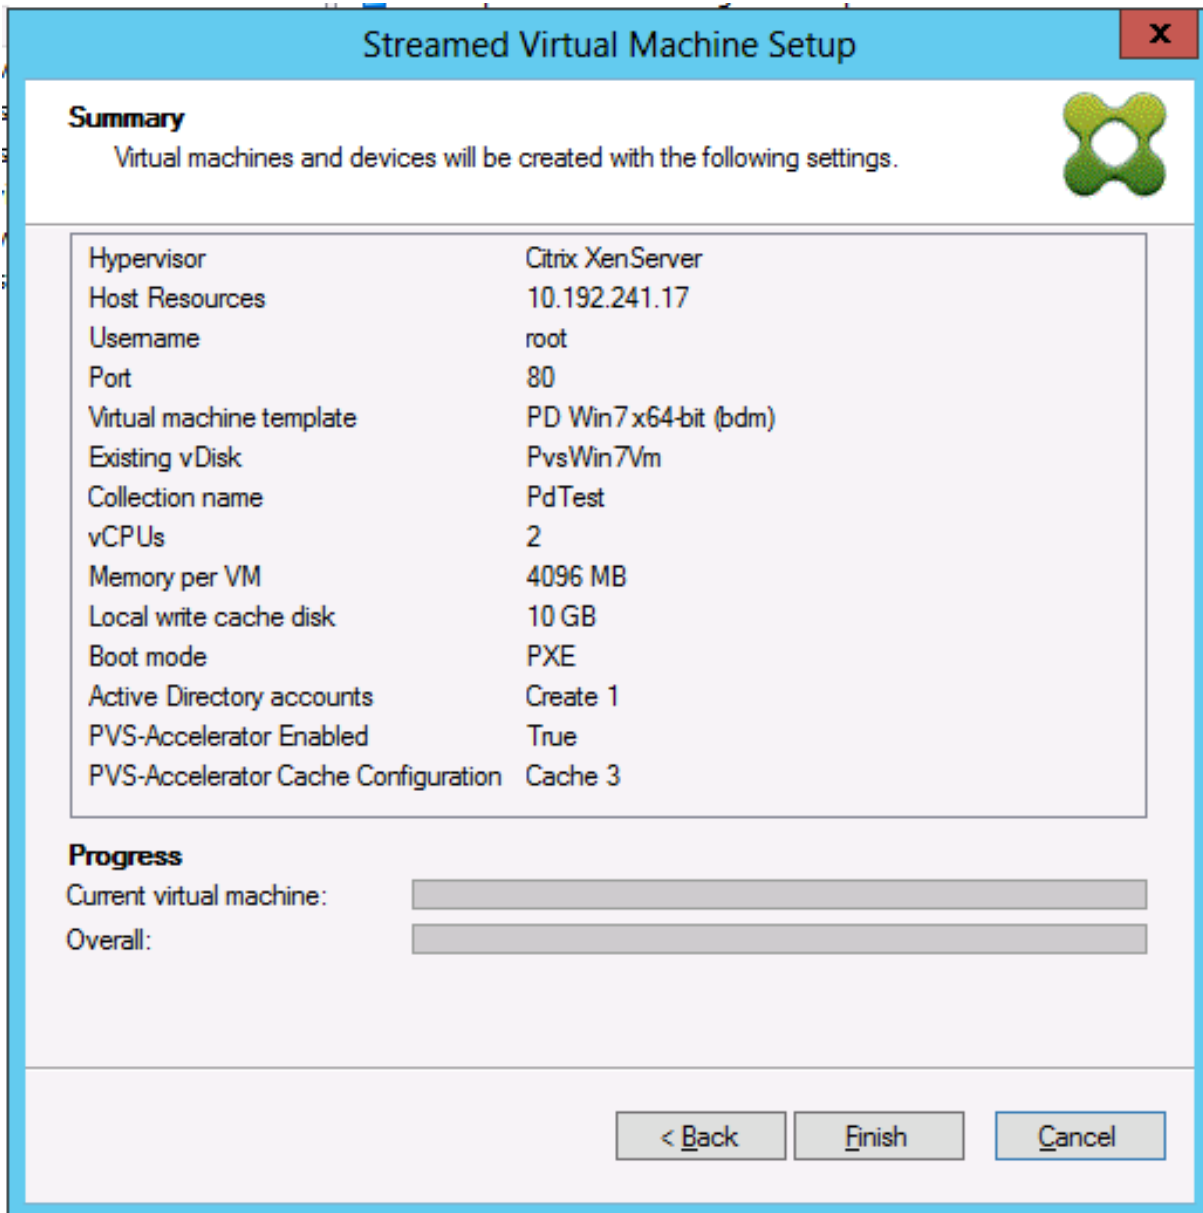 Streamed Virtual Machine Setup
x
Summary
Virtual machines and devices will be created with the following settings.
Hypervisor Citrix XenServer
Host Resources 10.192.241.17
Username root
Port 80
Virtual machine template PD Win7 x64-bit (bdm)
Existing vDisk PvsWin7Vm
Collection name PdTest
vCPUs 2
Memory per VM 4096 MB
Local write cache disk 10 GB
Boot mode PXE
Active Directory accounts Create 1
PVS-Accelerator Enabled True
PVS-Accelerator Cache Configuration Cache 3
Progress
Current virtual machine:
Overall:
< Back Finish Cancel